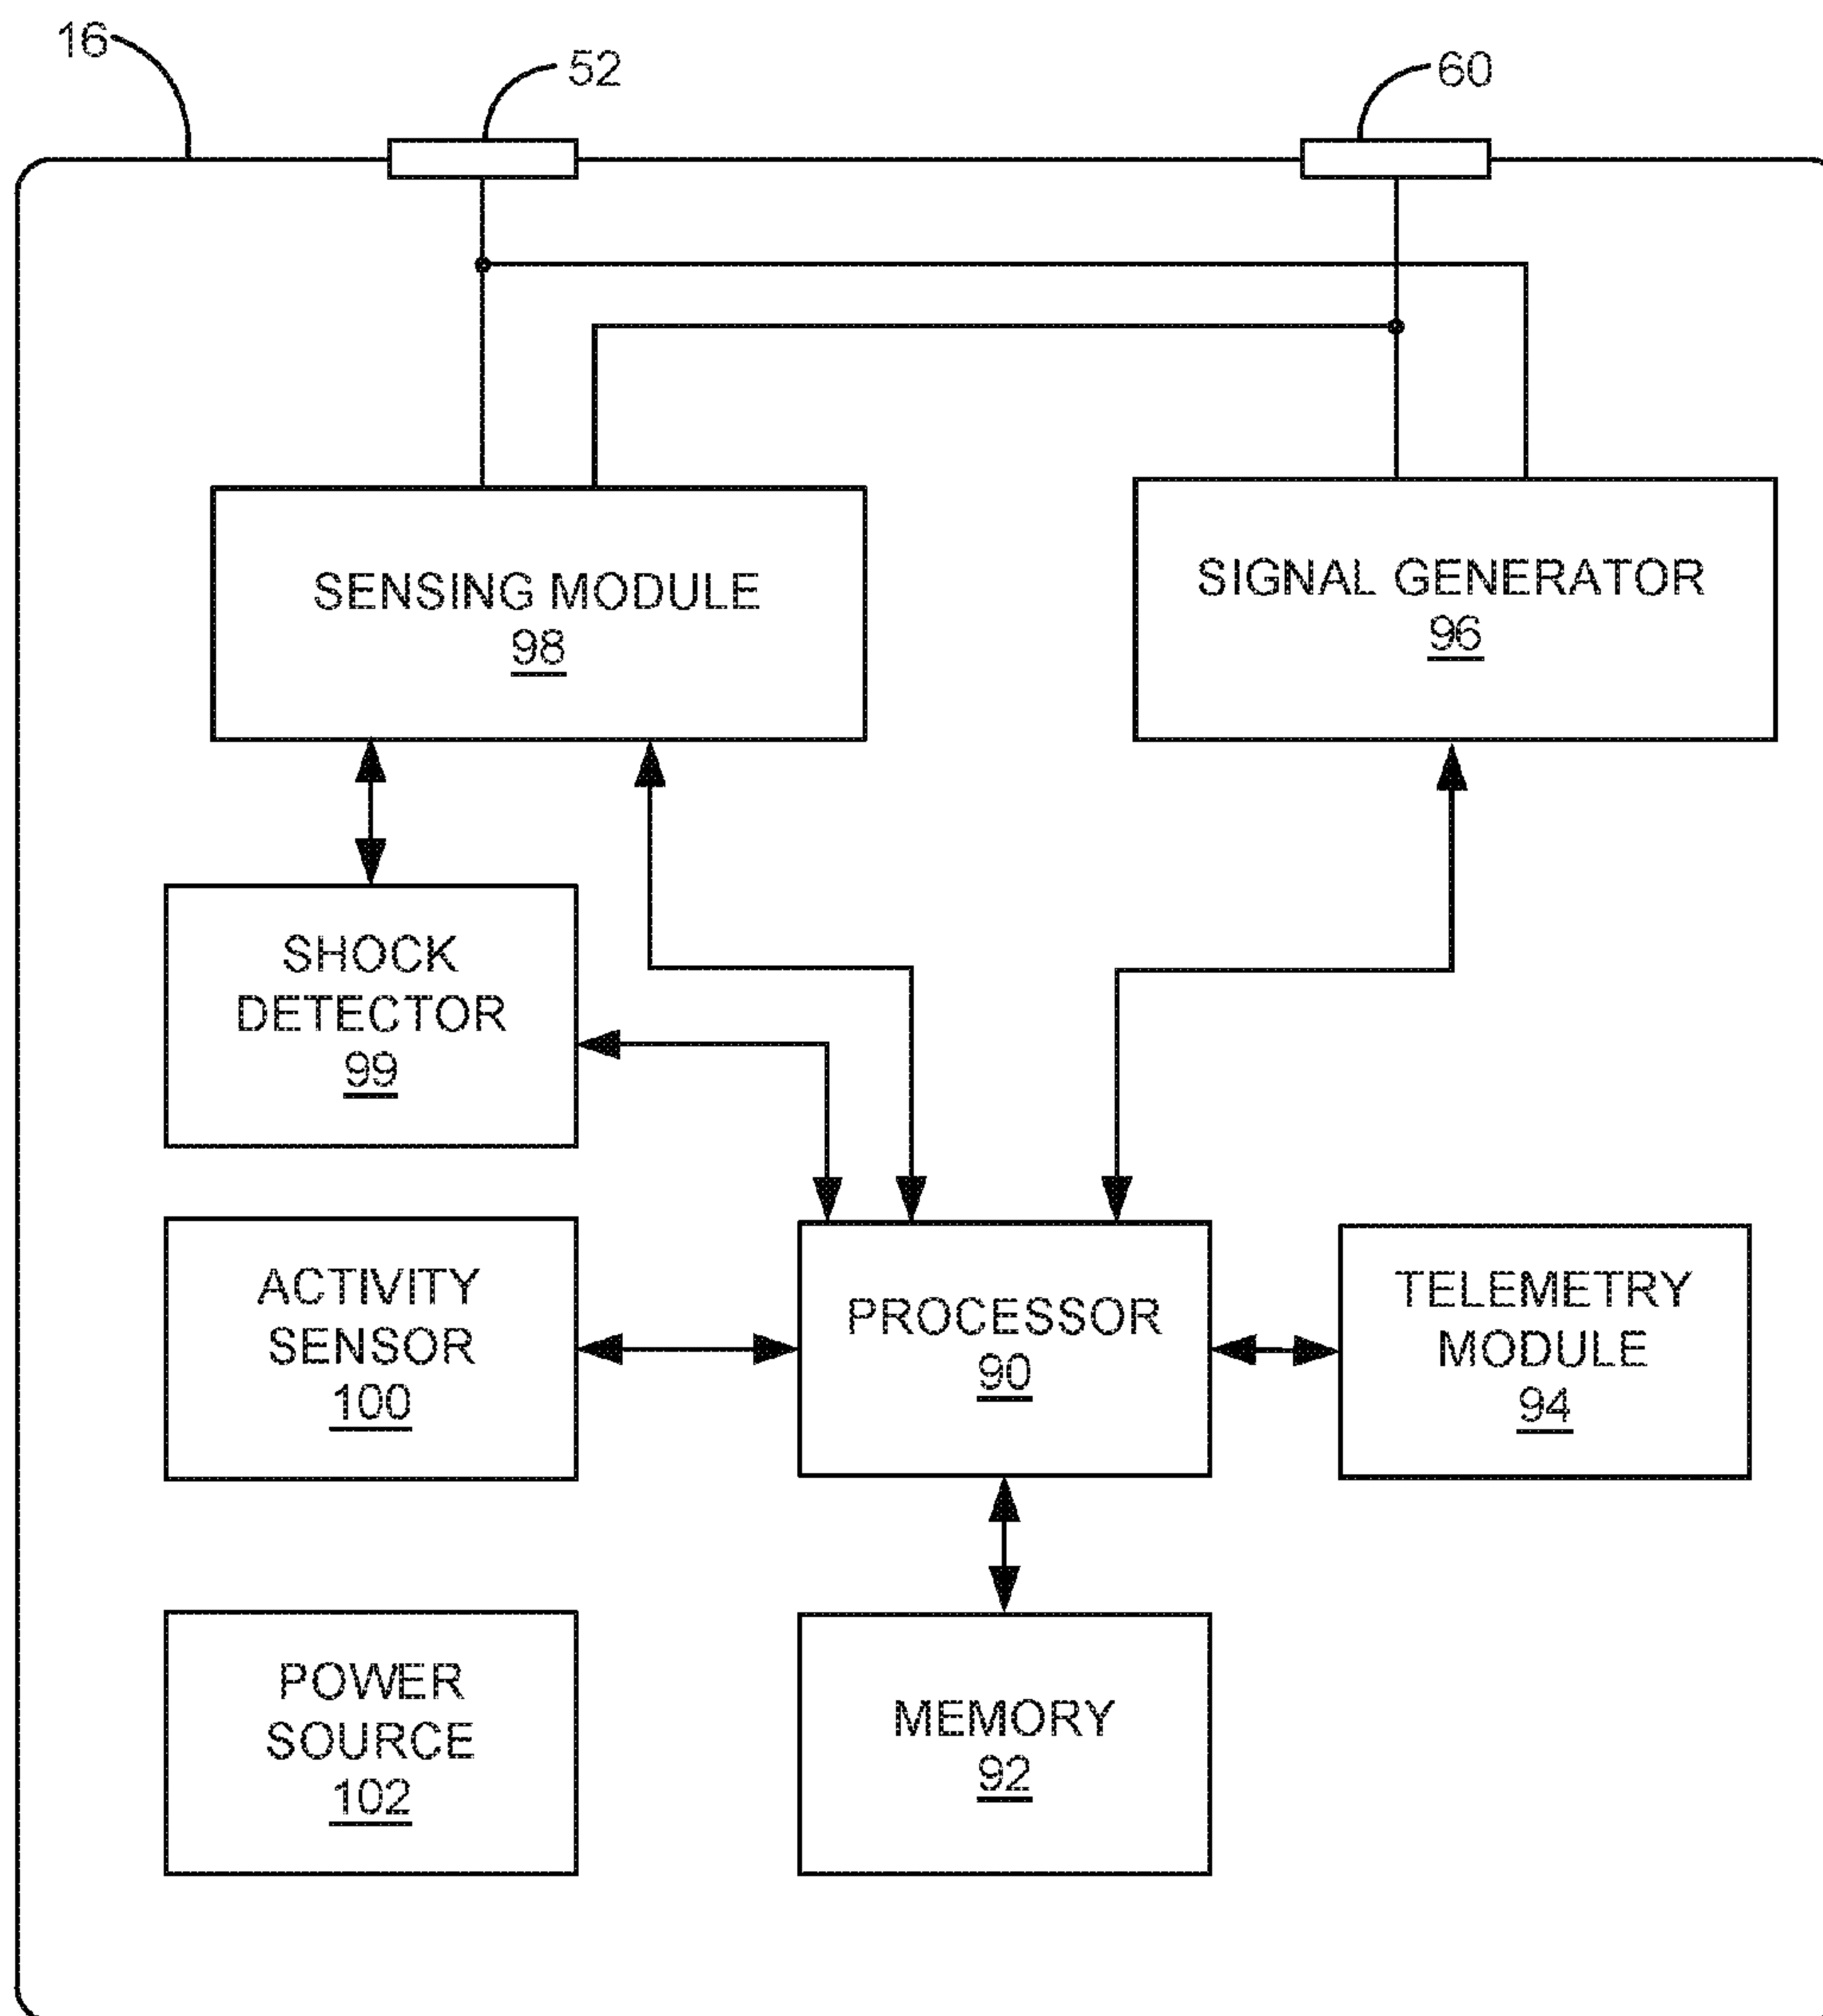 16
52
60
SENSING MODULE
98
SIGNAL GENERATOR
96
SHOCK
DETECTOR
99
ACTIVITY
SENSOR
100
PROCESSOR
90
TELEMETRY
MODULE
94
POWER
SOURCE
102
MEMORY
92